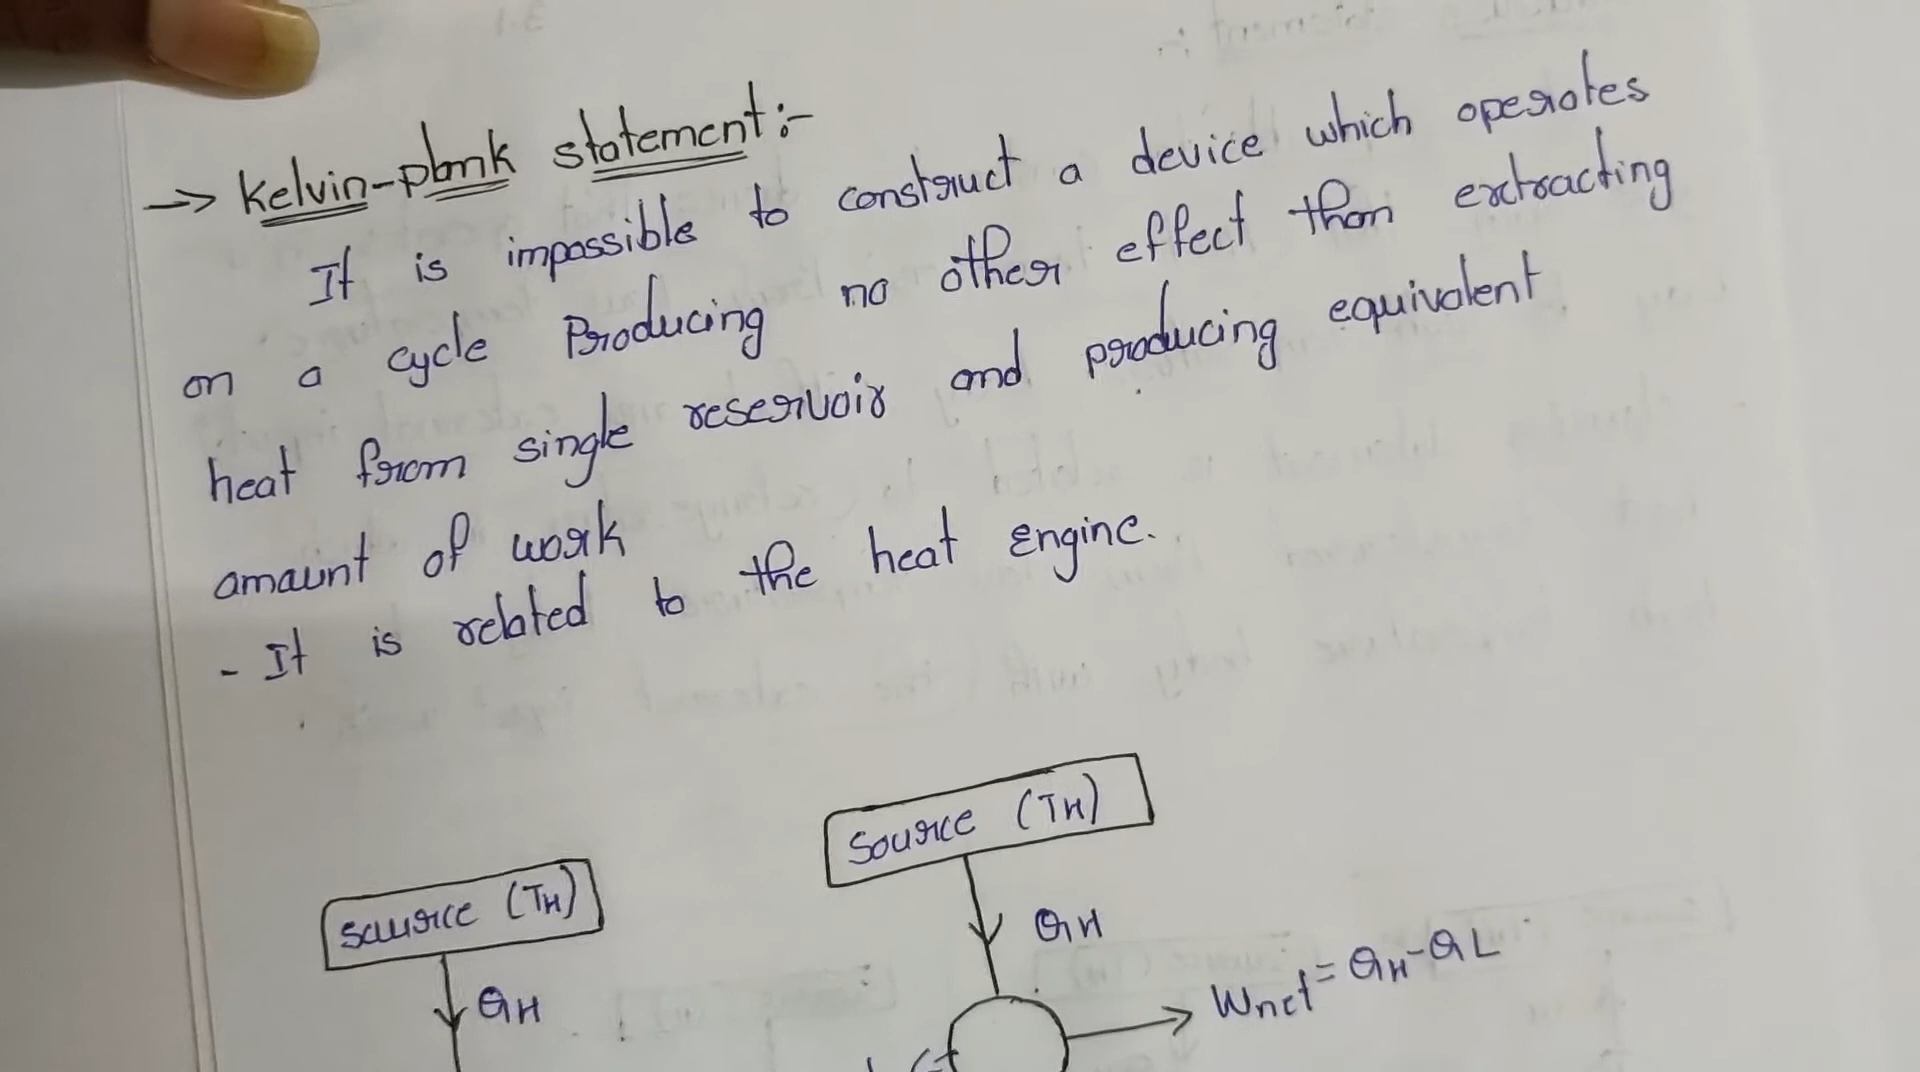 → Kelvin-plank statement:-
It is impossible to construct a device which operates
on a cycle Producing no other effect than extracting
heat from single reservoir and producing equivalent
amount of work
- It is related to the heat Engine.
Source (TH)
Source (TH)
QH
QH
Wnet = QH-QL